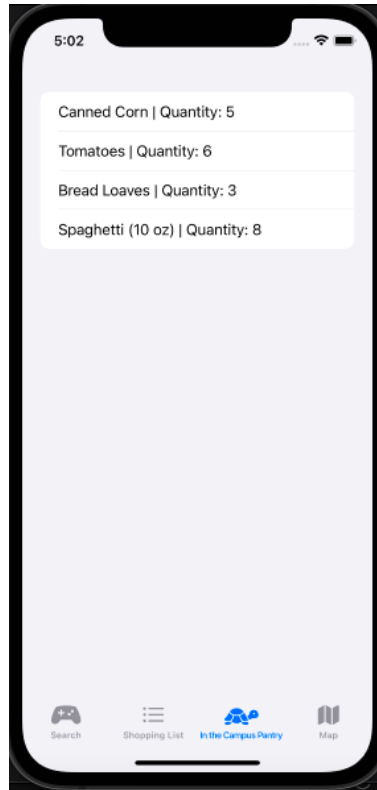 5:02
Canned Corn | Quantity: 5
Tomatoes | Quantity: 6
Bread Loaves | Quantity: 3
Spaghetti (10 oz) | Quantity: 8
Search Shopping List In the Campus Pantry Map